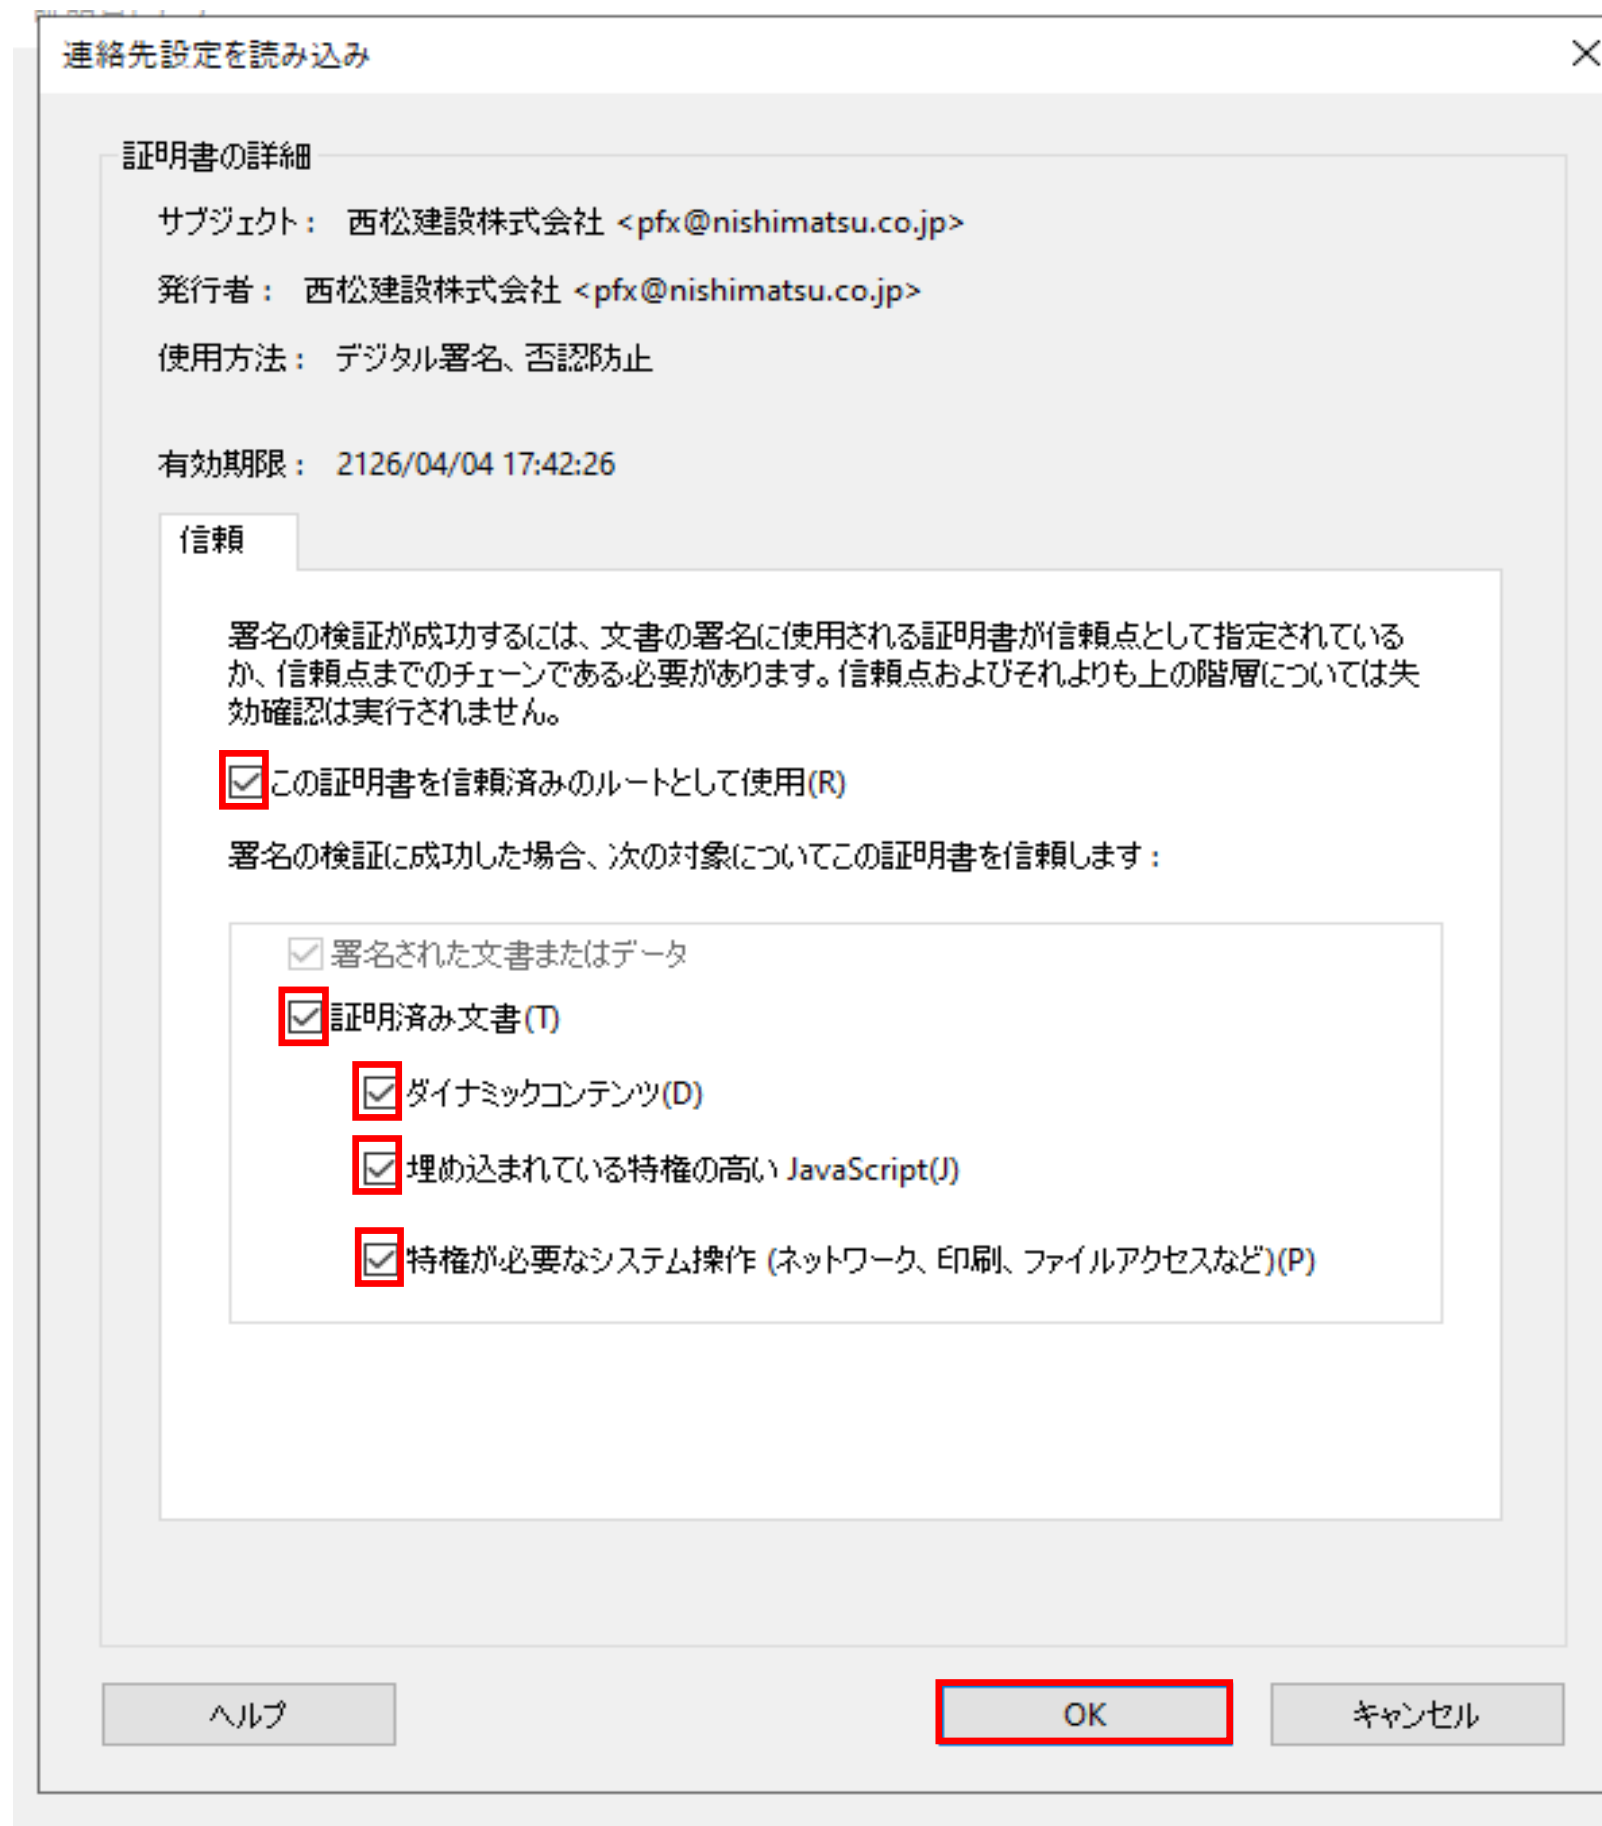 連絡先設定を読み込み
証明書の詳細
サブジェクト： 西松建設株式会社 <pfx@nishimatsu.co.jp>
発行者： 西松建設株式会社 <pfx@nishimatsu.co.jp>
使用方法： デジタル署名、否認防止
有効期限： 2126/04/04 17:42:26
信頼
署名の検証が成功するには、文書の署名に使用される証明書が信頼点として指定されている
か、信頼点までのチェーンである必要があります。信頼点およびそれよりも上の階層については失
効確認は実行されません。
この証明書を信頼済みのルートとして使用(R)
署名の検証に成功した場合、次の対象についてこの証明書を信頼します：
署名された文書またはデータ
証明済み文書(T)
ダイナミックコンテンツ(D)
埋め込まれている特権の高い JavaScript(J)
特権が必要なシステム操作 (ネットワーク、印刷、ファイルアクセスなど)(P)
ヘルプ
OK
キャンセル